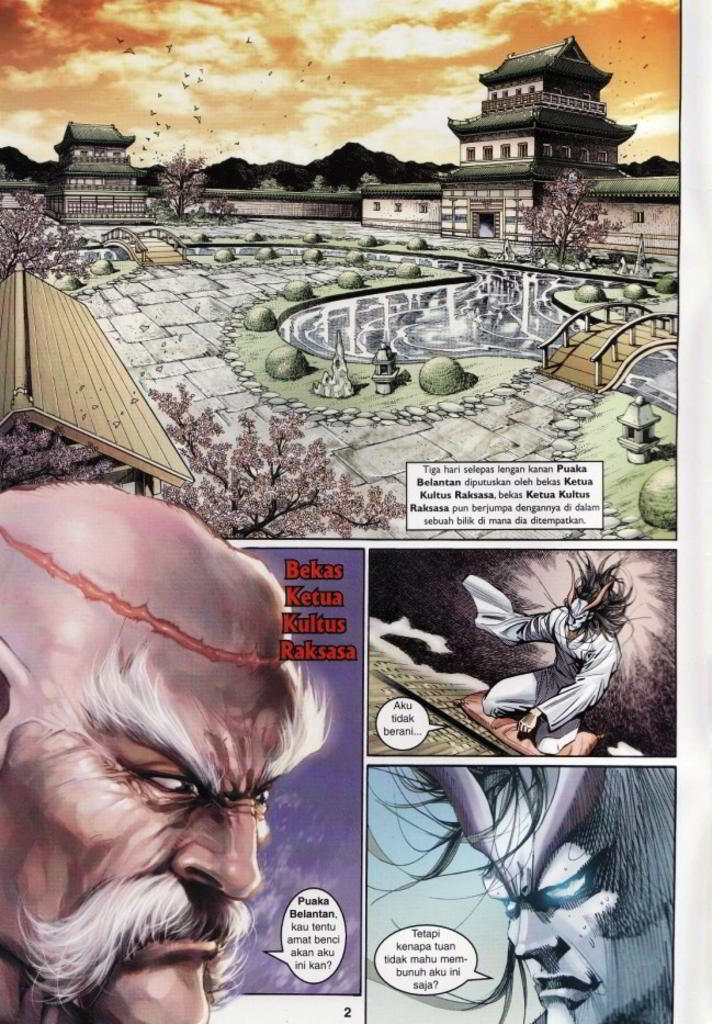 Tiga hari selepas lengan kanan Puaka
Belantan diputuskan oleh bekas Ketua
Kultus Raksasa, bekas Ketua Kultus
Raksasa pun berjumpa dengannya di dalam
sebuah bilik di mana dia ditempatkan.
Bekas
Ketua
Kultus
Raksasa
Puaka
Belantan,
kau tentu
amat benci
akan aku
ini kan?
Aku
tidak
berani...
Tetapi
kenapa tuan
tidak mahu mem-
bunuh aku ini
saja?
2